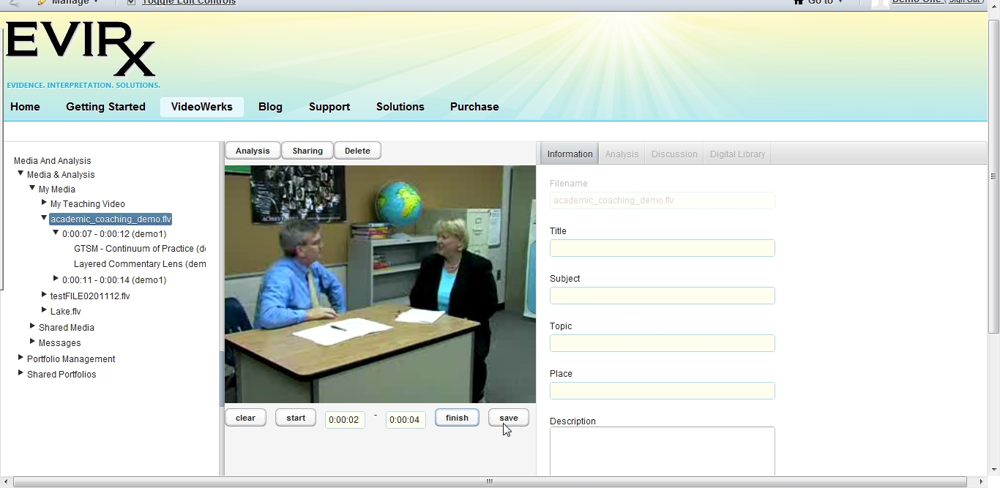 Manage
Toggle Edit Controls
Go to
Demo One (Sign Out)
EVIRx
EVIDENCE. INTERPRETATION. SOLUTIONS.
Home Getting Started VideoWerks Blog Support Solutions Purchase
Media And Analysis
Media & Analysis
My Media
My Teaching Video
academic_coaching_demo.flv
0:00:07 - 0:00:12 (demo1)
GTSM - Continuum of Practice (de
Layered Commentary Lens (dem
0:00:11 - 0:00:14 (demo1)
testFILE0201112.flv
Lake.flv
Shared Media
Messages
Portfolio Management
Shared Portfolios
Analysis Sharing Delete
ACHIEVE
clear start 0:00:02 - 0:00:04 finish save
Information Analysis Discussion Digital Library
Filename
academic_coaching_demo.flv
Title
Subject
Topic
Place
Description